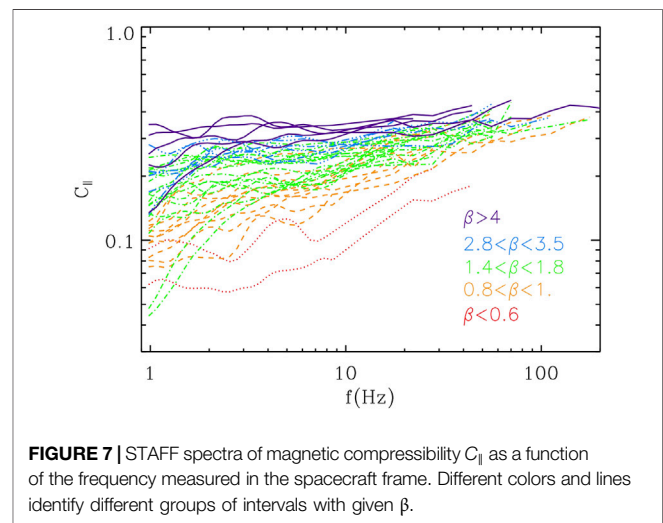 1.0
0.1
C∥
β>4
2.8<β<3.5
1.4<β<1.8
0.8<β<1.
β<0.6
1
10
100
f(Hz)
FIGURE 7 | STAFF spectra of magnetic compressibility C∥ as a function
of the frequency measured in the spacecraft frame. Different colors and lines
identify different groups of intervals with given β.